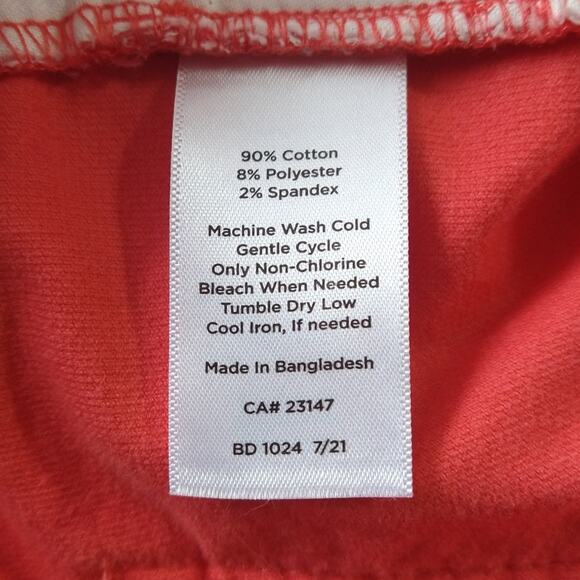 90% Cotton
8% Polyester
2% Spandex
Machine Wash Cold
Gentle Cycle
Only Non-Chlorine
Bleach When Needed
Tumble Dry Low
Cool Iron, If needed
Made In Bangladesh
CA# 23147
BD 1024 7/21